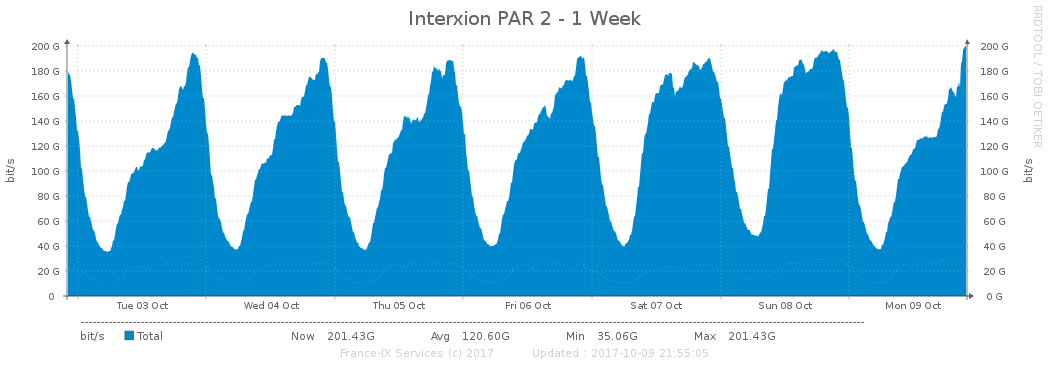 Interxion PAR 2 - 1 Week
RRDTOOL / TOBI OETIKER
bit/s
bit/s
200 G 200 G
180 G 180 G
160 G 160 G
140 G 140 G
120 G 120 G
100 G 100 G
80 G 80 G
60 G 60 G
40 G 40 G
20 G 20 G
0 0 G
Tue 03 Oct Wed 04 Oct Thu 05 Oct Fri 06 Oct Sat 07 Oct Sun 08 Oct Mon 09 Oct
bit/s Total Now 201.43G Avg 120.60G Min 35.06G Max 201.43G
France-IX Services (c) 2017 Updated : 2017-10-09 21:55:05